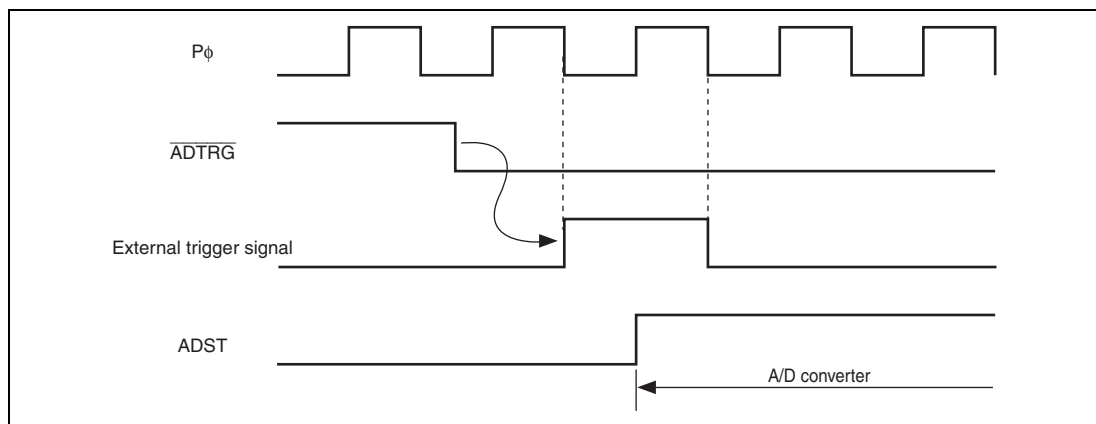 Pϕ
ADTRG
External trigger signal
ADST
A/D converter